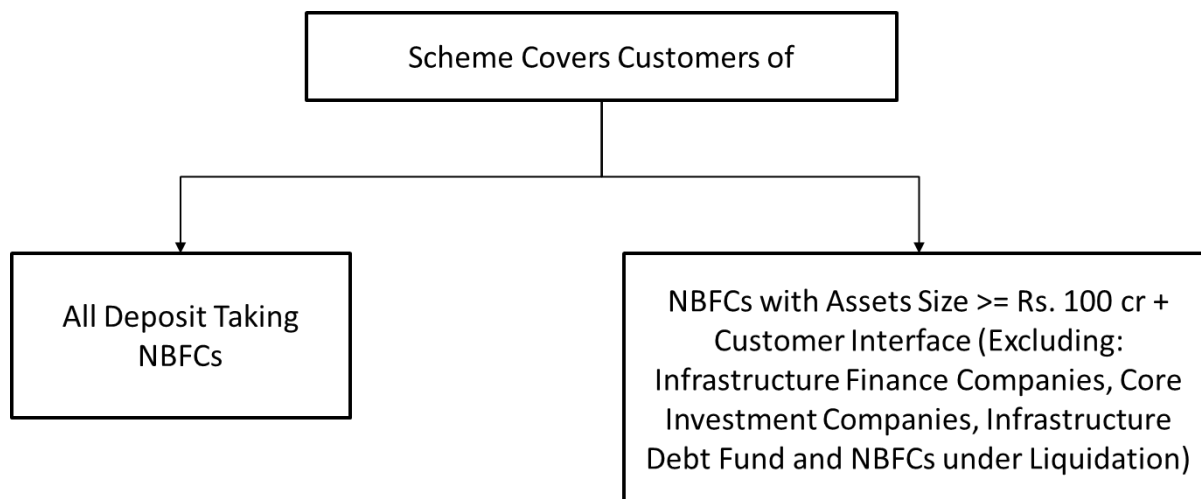 Scheme Covers Customers of
All Deposit Taking
NBFCs
NBFCs with Assets Size >= Rs. 100 cr +
Customer Interface (Excluding:
Infrastructure Finance Companies, Core
Investment Companies, Infrastructure
Debt Fund and NBFCs under Liquidation)